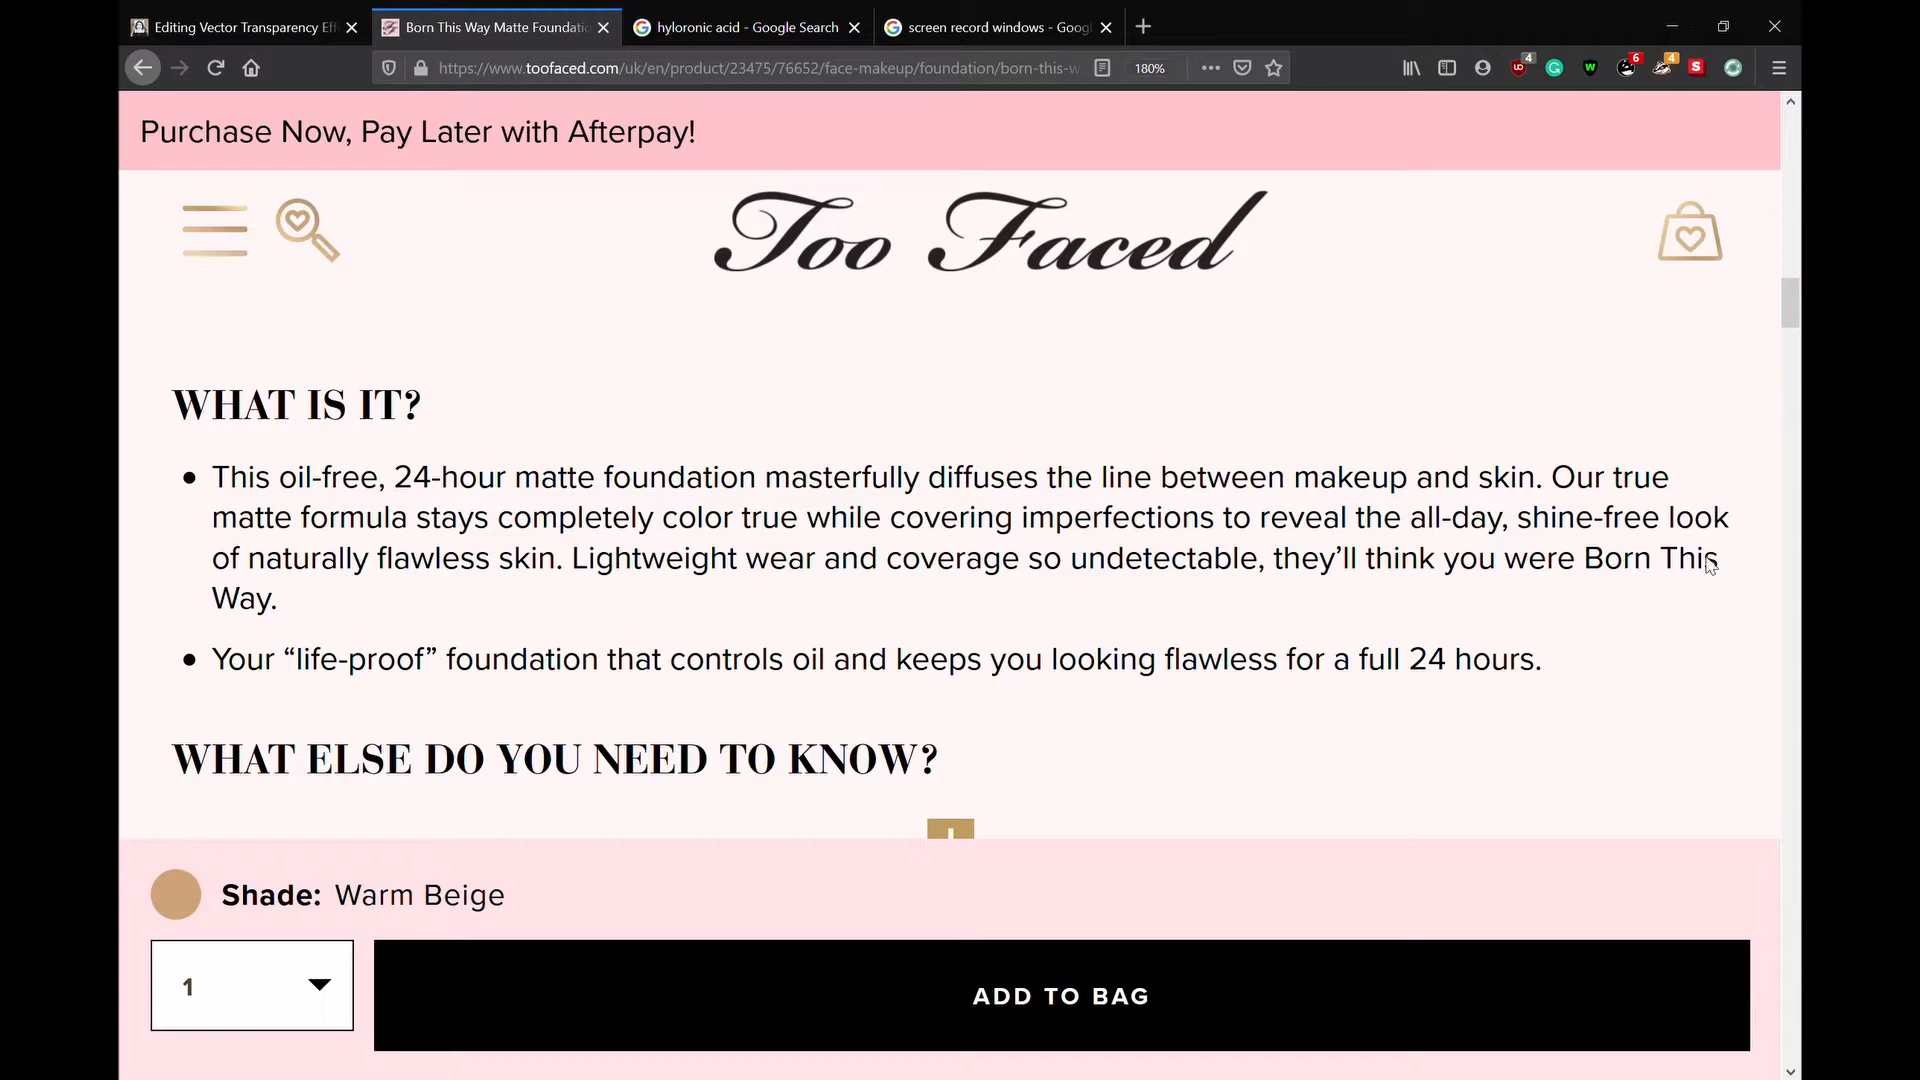 Editing Vector Transparency Eff
Born This Way Matte Foundatio
hyloronic acid - Google Search
screen record windows - Googl
https://www.toofaced.com/uk/en/product/23475/76652/face-makeup/foundation/born-this-w
180%
4
6
4
Purchase Now, Pay Later with Afterpay!
Too Faced
WHAT IS IT?
This oil-free, 24-hour matte foundation masterfully diffuses the line between makeup and skin. Our true
matte formula stays completely color true while covering imperfections to reveal the all-day, shine-free look
of naturally flawless skin. Lightweight wear and coverage so undetectable, they’ll think you were Born This
Way.
Your “life-proof” foundation that controls oil and keeps you looking flawless for a full 24 hours.
WHAT ELSE DO YOU NEED TO KNOW?
Shade: Warm Beige
1
ADD TO BAG